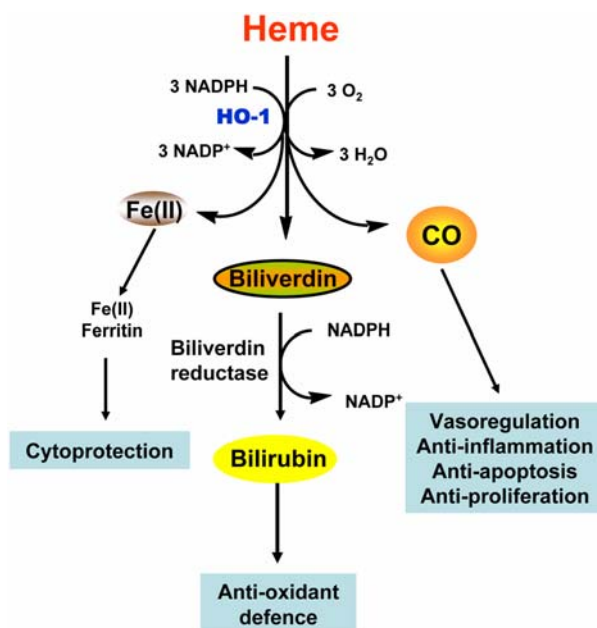 Heme
3 NADPH
3 O₂
HO-1
3 NADP⁺
3 H₂O
Fe(II)
CO
Biliverdin
Fe(II)
Ferritin
NADPH
Biliverdin
reductase
NADP⁺
Cytoprotection
Bilirubin
Vasoregulation
Anti-inflammation
Anti-apoptosis
Anti-proliferation
Anti-oxidant
defence